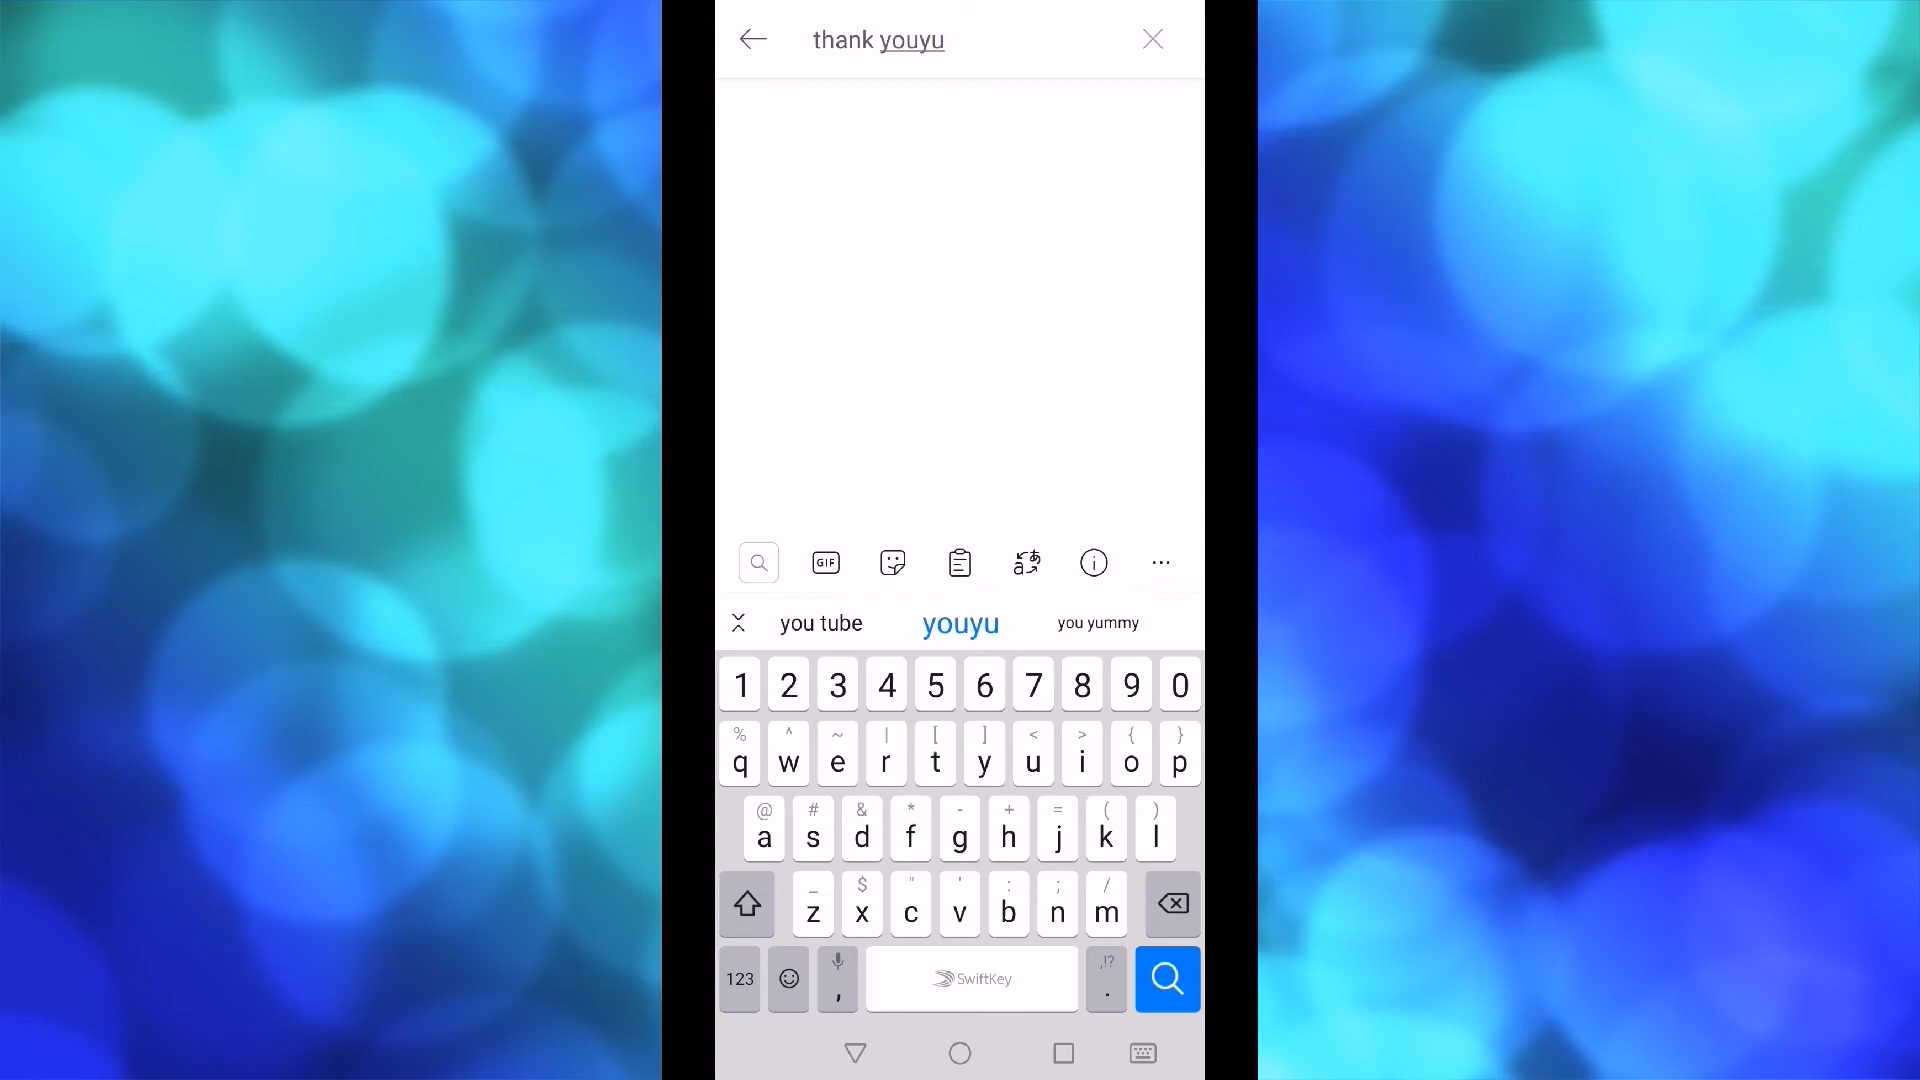 thank youyu
GIF
you tube youyu you yummy
1 2 3 4 5 6 7 8 9 0
% ^ ~ | [ ] < > { }
q w e r t y u i o p
@ # & * - + = ( )
a s d f g h j k l
_ $ " ' : ; /
z x c v b n m
123 , SwiftKey ,!? .